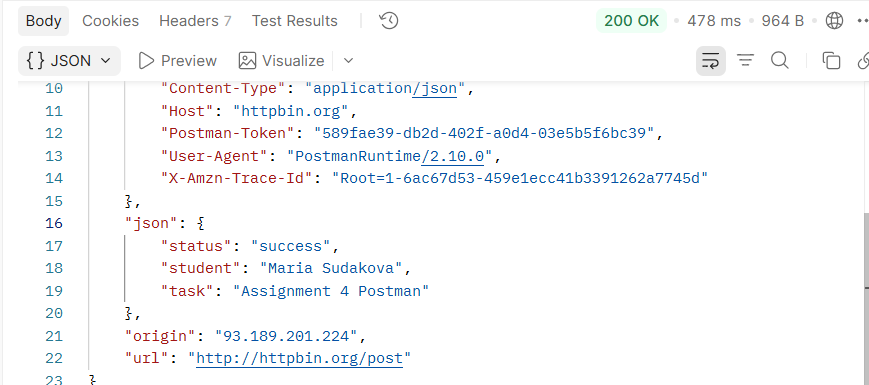 Body Cookies Headers 7 Test Results 200 OK 478 ms 964 B
{} JSON Preview Visualize
10 "Content-Type": "application/json",
11 "Host": "httpbin.org",
12 "Postman-Token": "589fae39-db2d-402f-a0d4-03e5b5f6bc39",
13 "User-Agent": "PostmanRuntime/2.10.0",
14 "X-Amzn-Trace-Id": "Root=1-6ac67d53-459e1ecc41b3391262a7745d"
15 },
16 "json": {
17 "status": "success",
18 "student": "Maria Sudakova",
19 "task": "Assignment 4 Postman"
20 },
21 "origin": "93.189.201.224",
22 "url": "http://httpbin.org/post"
23 }